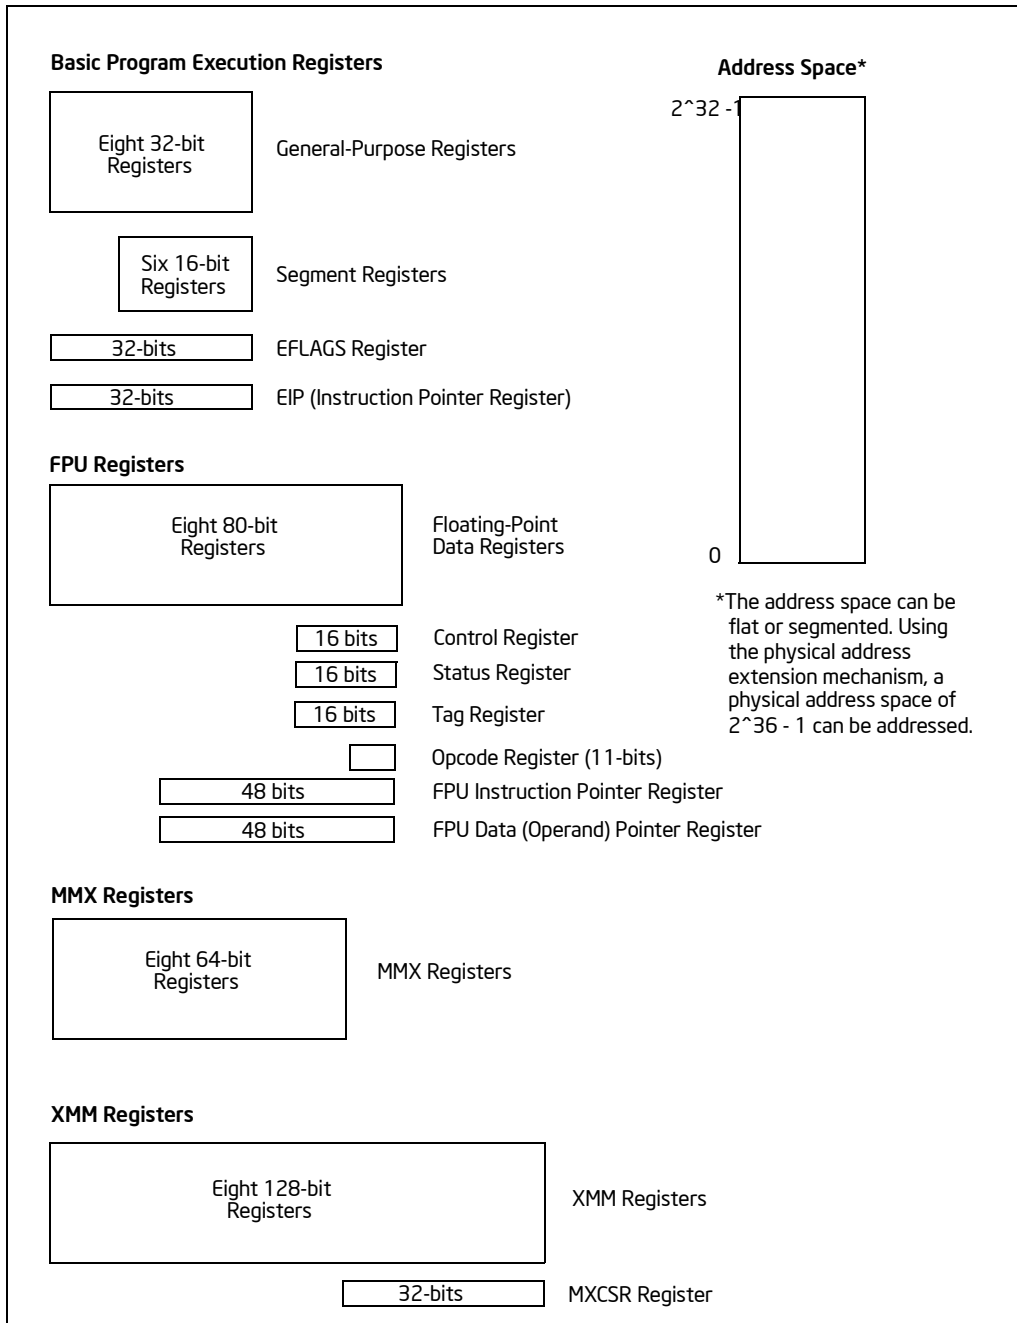 Basic Program Execution Registers
Eight 32-bit
Registers
General-Purpose Registers
Six 16-bit
Registers
Segment Registers
32-bits
EFLAGS Register
32-bits
EIP (Instruction Pointer Register)
Address Space*
2^32 -1
0
*The address space can be
flat or segmented. Using
the physical address
extension mechanism, a
physical address space of
2^36 - 1 can be addressed.
FPU Registers
Eight 80-bit
Registers
Floating-Point
Data Registers
16 bits
Control Register
16 bits
Status Register
16 bits
Tag Register
Opcode Register (11-bits)
48 bits
FPU Instruction Pointer Register
48 bits
FPU Data (Operand) Pointer Register
MMX Registers
Eight 64-bit
Registers
MMX Registers
XMM Registers
Eight 128-bit
Registers
XMM Registers
32-bits
MXCSR Register